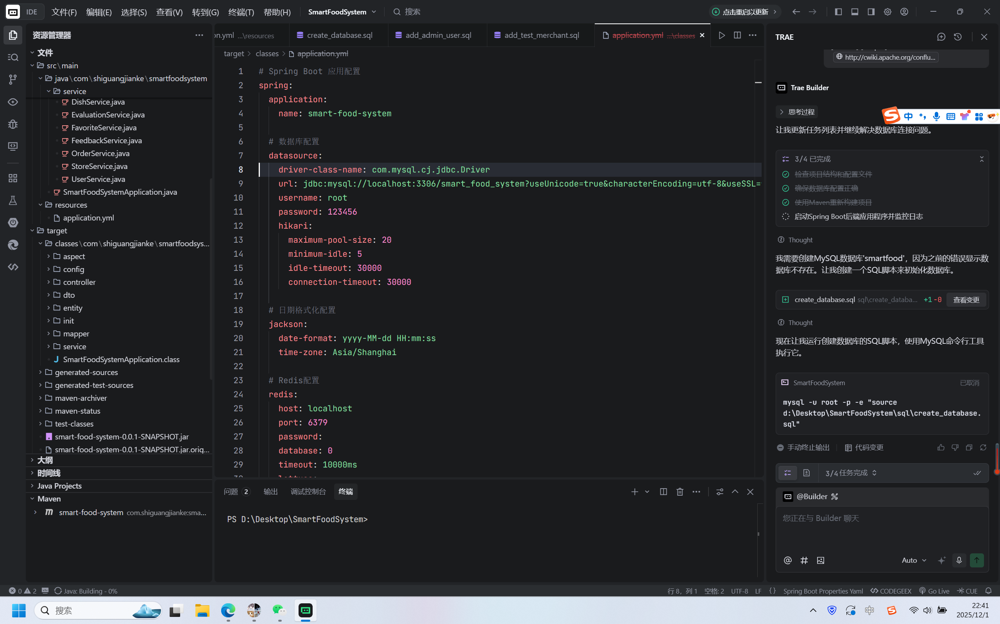 IDE 文件(F) 编辑(E) 选择(S) 查看(V) 转到(G) 终端(T) 帮助(H) SmartFoodSystem 搜索 点击重启以更新
资源管理器
文件
src\main
java\com\shiguangjianke\smartfoodsystem
service
DishService.java
EvaluationService.java
FavoriteService.java
FeedbackService.java
OrderService.java
StoreService.java
UserService.java
SmartFoodSystemApplication.java
resources
application.yml
target
classes\com\shiguangjianke\smartfoodsys...
aspect
config
controller
dto
entity
init
mapper
service
SmartFoodSystemApplication.class
generated-sources
generated-test-sources
maven-archiver
maven-status
test-classes
smart-food-system-0.0.1-SNAPSHOT.jar
smart-food-system-0.0.1-SNAPSHOT.jar.orig...
大纲
时间线
Java Projects
Maven
smart-food-system com.shiguangjianke:sma...
on.yml ...\resources create_database.sql add_admin_user.sql add_test_merchant.sql application.yml ...\classes
target > classes > application.yml
1 # Spring Boot 应用配置
2 spring:
3 application:
4 name: smart-food-system
5
6 # 数据库配置
7 datasource:
8 driver-class-name: com.mysql.cj.jdbc.Driver
9 url: jdbc:mysql://localhost:3306/smart_food_system?useUnicode=true&characterEncoding=utf-8&useSSL=
10 username: root
11 password: 123456
12 hikari:
13 maximum-pool-size: 20
14 minimum-idle: 5
15 idle-timeout: 30000
16 connection-timeout: 30000
17
18 # 日期格式化配置
19 jackson:
20 date-format: yyyy-MM-dd HH:mm:ss
21 time-zone: Asia/Shanghai
22
23 # Redis配置
24 redis:
25 host: localhost
26 port: 6379
27 password:
28 database: 0
29 timeout: 10000ms
问题 2 输出 调试控制台 终端
PS D:\Desktop\SmartFoodSystem>
TRAE
http://cwiki.apache.org/conflu...
Trae Builder
思考过程
中
让我更新任务列表并继续解决数据库连接问题。
3/4 已完成
检查项目结构和配置文件
确保数据库配置正确
使用Maven重新构建项目
启动Spring Boot后端应用程序并监控日志
Thought
我需要创建MySQL数据库'smartfood'，因为之前的错误显示数
据库不存在。让我创建一个SQL脚本来初始化数据库。
create_database.sql sql\create_databa... +1 -0 查看变更
Thought
现在让我运行创建数据库的SQL脚本，使用MySQL命令行工具
执行它。
SmartFoodSystem 已取消
mysql -u root -p -e "source
d:\Desktop\SmartFoodSystem\sql\create_database.
sql"
手动终止输出 代码变更
3/4 任务完成
@Builder
您正在与 Builder 聊天
Auto
0 2 Java: Building - 0% 行 8，列 1 空格: 2 UTF-8 LF {} Spring Boot Properties Yaml CODEGEEX Go Live CUE
搜索 中 22:41
2025/12/1